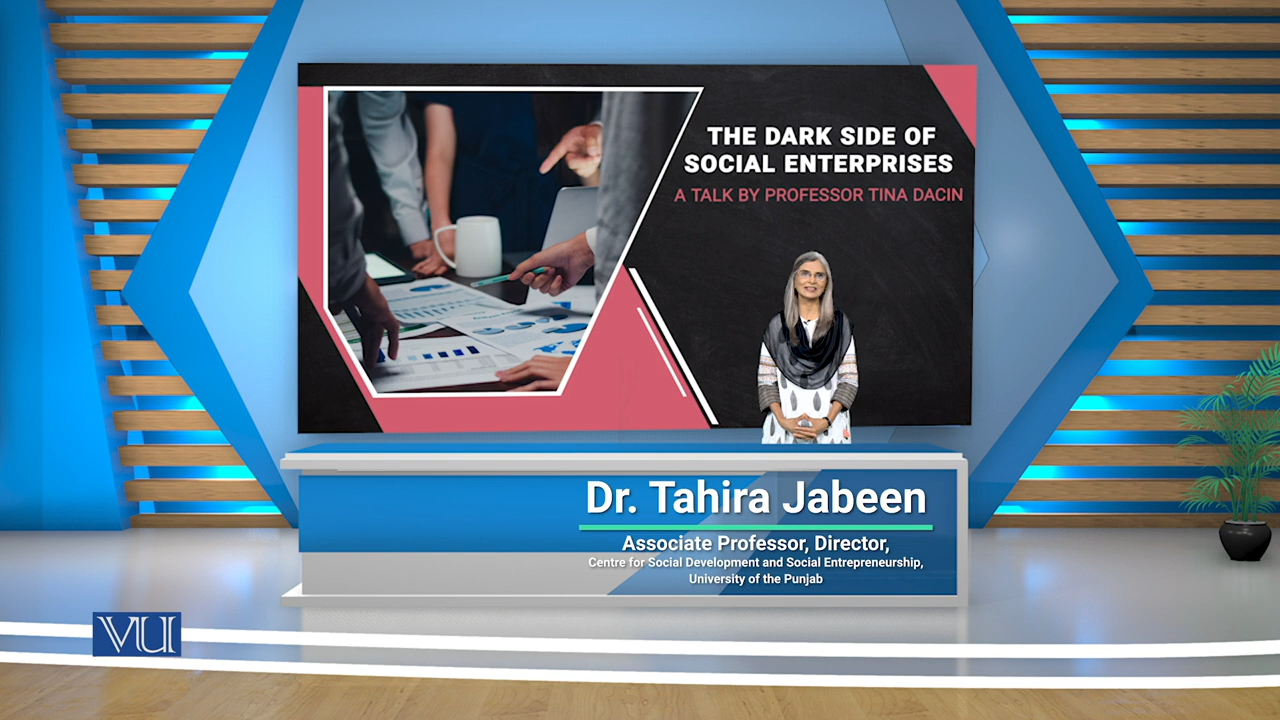 THE DARK SIDE OF
SOCIAL ENTERPRISES
A TALK BY PROFESSOR TINA DACIN
Dr. Tahira Jabeen
Associate Professor, Director,
Centre for Social Development and Social Entrepreneurship,
University of the Punjab
VU